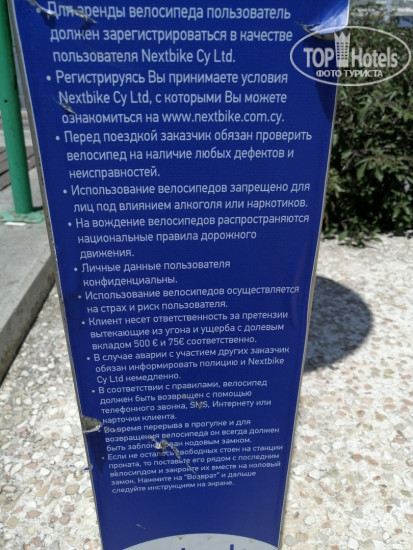 • Для аренды велосипеда пользователь
должен зарегистрироваться в качестве
пользователя Nextbike Cy Ltd.
• Регистрируясь Вы принимаете условия
Nextbike Cy Ltd, с которыми Вы можете
ознакомиться на www.nextbike.com.cy.
• Перед поездкой заказчик обязан проверить
велосипед на наличие любых дефектов и
неисправностей.
• Использование велосипедов запрещено для
лиц под влиянием алкоголя или наркотиков.
• На вождение велосипедов распространяются
национальные правила дорожного
движения.
• Личные данные пользователя
конфиденциальны.
• Использование велосипедов осуществляется
на страх и риск пользователя.
• Клиент несет ответственность за претензии
вытекающие из угона и ущерба с долевым
вкладом 500 € и 75€ соответственно.
• В случае аварии с участием других заказчик
обязан информировать полицию и Nextbike
Cy Ltd немедленно.
• В соответствии с правилами, велосипед
должен быть возвращен с помощью
телефонного звонка, SMS, Интернету или
карточки клиента.
• Во время перерыва в прогулке и для
возвращения велосипеда он всегда должен
быть заблокирован кодовым замком.
• Если не осталось свободных стоек на станции
проката, то поставьте его рядом с последним
велосипдом и закройте их вместе на коловый
замок. Нажмите на "Возврат" и дальше
следуйте инструкциям на экране.
TOP Hotels
ФОТО ТУРИСТА